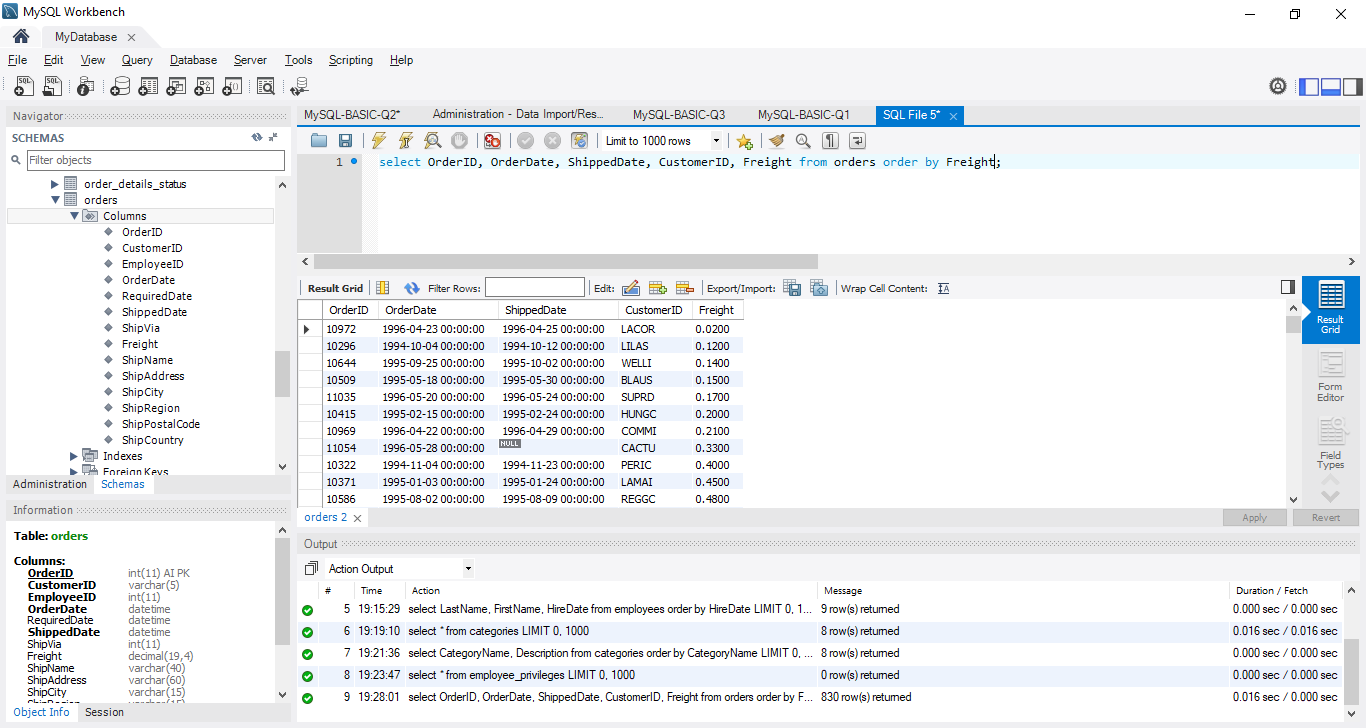 MySQL Workbench
MyDatabase
File Edit View Query Database Server Tools Scripting Help
Navigator
SCHEMAS
Filter objects
order_details_status
orders
Columns
OrderID
CustomerID
EmployeeID
OrderDate
RequiredDate
ShippedDate
ShipVia
Freight
ShipName
ShipAddress
ShipCity
ShipRegion
ShipPostalCode
ShipCountry
Indexes
Foreign Keys
Administration Schemas
Information
Table: orders
Columns:
OrderID int(11) AI PK
CustomerID varchar(5)
EmployeeID int(11)
OrderDate datetime
RequiredDate datetime
ShippedDate datetime
ShipVia int(11)
Freight decimal(19,4)
ShipName varchar(40)
ShipAddress varchar(60)
ShipCity varchar(15)
ShipRegion varchar(15)
Object Info Session
MySQL-BASIC-Q2* Administration - Data Import/Res... MySQL-BASIC-Q3 MySQL-BASIC-Q1 SQL File 5*
Limit to 1000 rows
1 select OrderID, OrderDate, ShippedDate, CustomerID, Freight from orders order by Freight;
Result Grid Filter Rows: Edit: Export/Import: Wrap Cell Content:
OrderID OrderDate ShippedDate CustomerID Freight
10972 1996-04-23 00:00:00 1996-04-25 00:00:00 LACOR 0.0200
10296 1994-10-04 00:00:00 1994-10-12 00:00:00 LILAS 0.1200
10644 1995-09-25 00:00:00 1995-10-02 00:00:00 WELLI 0.1400
10509 1995-05-18 00:00:00 1995-05-30 00:00:00 BLAUS 0.1500
11035 1996-05-20 00:00:00 1996-05-24 00:00:00 SUPRD 0.1700
10415 1995-02-15 00:00:00 1995-02-24 00:00:00 HUNGC 0.2000
10969 1996-04-22 00:00:00 1996-04-29 00:00:00 COMMI 0.2100
11054 1996-05-28 00:00:00 NULL CACTU 0.3300
10322 1994-11-04 00:00:00 1994-11-23 00:00:00 PERIC 0.4000
10371 1995-01-03 00:00:00 1995-01-24 00:00:00 LAMAI 0.4500
10586 1995-08-02 00:00:00 1995-08-09 00:00:00 REGGC 0.4800
Result
Grid
Form
Editor
Field
Types
orders 2
Apply Revert
Output
Action Output
# Time Action Message Duration / Fetch
5 19:15:29 select LastName, FirstName, HireDate from employees order by HireDate LIMIT 0, 1... 9 row(s) returned 0.000 sec / 0.000 sec
6 19:19:10 select * from categories LIMIT 0, 1000 8 row(s) returned 0.016 sec / 0.016 sec
7 19:21:36 select CategoryName, Description from categories order by CategoryName LIMIT 0, ... 8 row(s) returned 0.000 sec / 0.000 sec
8 19:23:47 select * from employee_privileges LIMIT 0, 1000 0 row(s) returned 0.000 sec / 0.000 sec
9 19:28:01 select OrderID, OrderDate, ShippedDate, CustomerID, Freight from orders order by F... 830 row(s) returned 0.016 sec / 0.000 sec